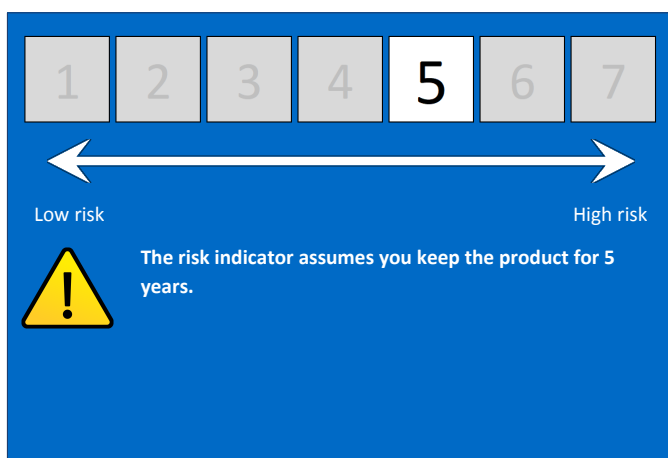 1 2 3 4 5 6 7
Low risk High risk
The risk indicator assumes you keep the product for 5
years.